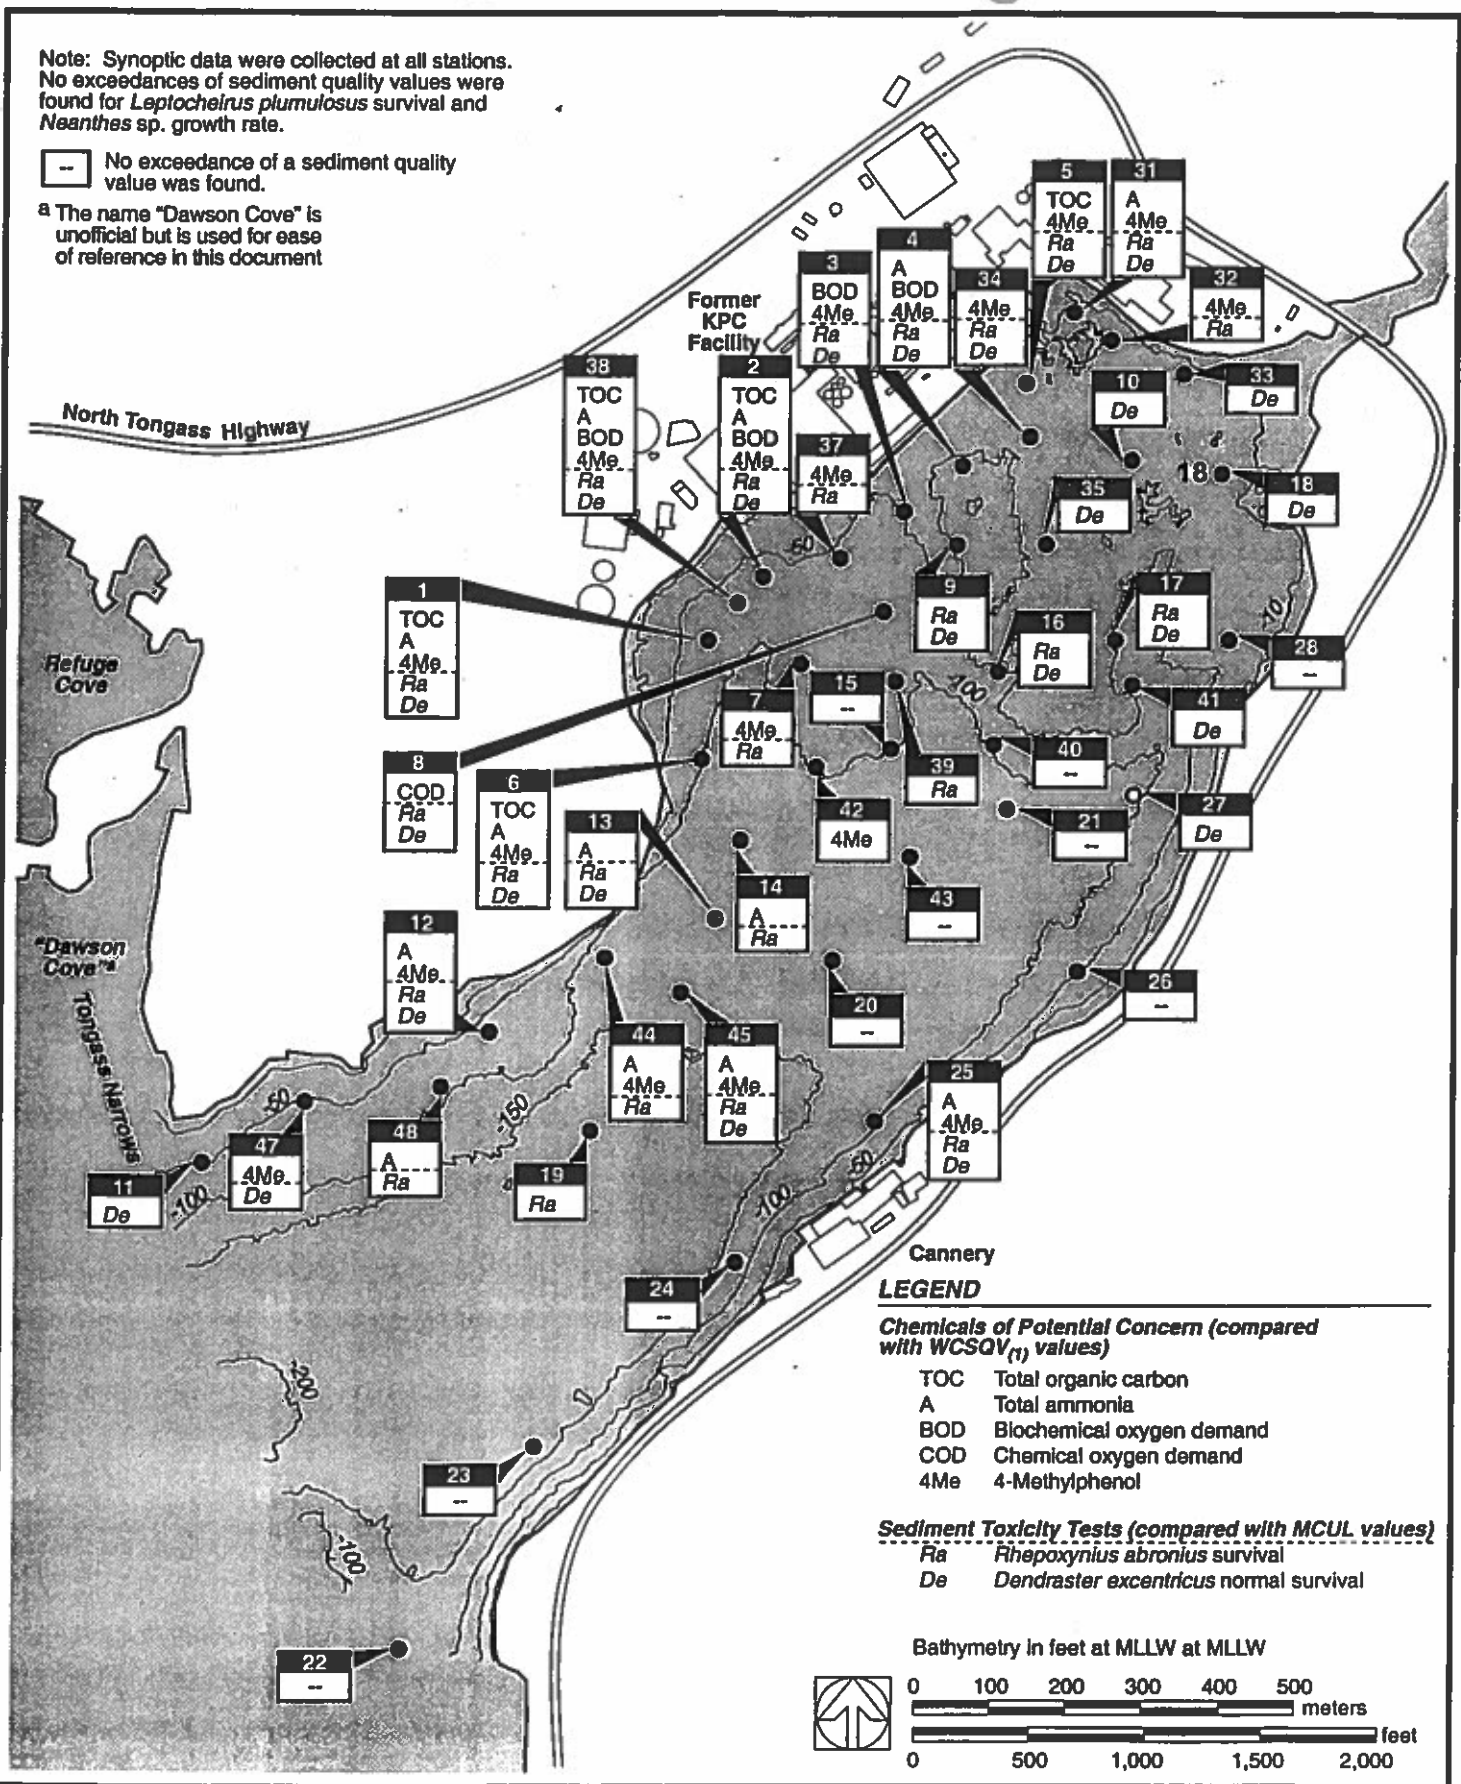 Note: Synoptic data were collected at all stations.
No exceedances of sediment quality values were
found for Leptocheirus plumulosus survival and
Neanthes sp. growth rate.
-- No exceedance of a sediment quality
value was found.
a The name "Dawson Cove" is
unofficial but is used for ease
of reference in this document
5
TOC
4Me
Ra
De
31
A
4Me
Ra
De
4
A
BOD
4Me
Ra
De
3
BOD
4Me
Ra
De
34
4Me
Ra
De
32
4Me
Ra
Former
KPC
Facility
38
TOC
A
BOD
4Me
Ra
De
2
TOC
A
BOD
4Me
Ra
De
10
De
33
De
North Tongass Highway
37
4Me
Ra
18
18
De
35
De
-50
1
TOC
A
4Me
Ra
De
9
Ra
De
17
Ra
De
-10
16
Ra
De
28
--
Refuge
Cove
15
--
-100
7
4Me
Ra
41
De
8
COD
Ra
De
6
TOC
A
4Me
Ra
De
39
Ra
40
--
13
A
Ra
De
42
4Me
21
--
27
De
14
A
Ra
43
--
12
A
4Me
Ra
De
"Dawson
Cove"a
Tongass Narrows
20
--
26
--
44
A
4Me
Ra
45
A
4Me
Ra
De
25
A
4Me
Ra
De
-50
-150
47
4Me
De
48
A
Ra
19
Ra
-50
11
De
-100
-100
Cannery
24
--
-200
23
--
-100
22
--
LEGEND
Chemicals of Potential Concern (compared
with WCSQV(1) values)
TOC Total organic carbon
A Total ammonia
BOD Biochemical oxygen demand
COD Chemical oxygen demand
4Me 4-Methylphenol
Sediment Toxicity Tests (compared with MCUL values)
Ra Rhepoxynius abronius survival
De Dendraster excentricus normal survival
Bathymetry in feet at MLLW at MLLW
0 100 200 300 400 500
meters
feet
0 500 1,000 1,500 2,000